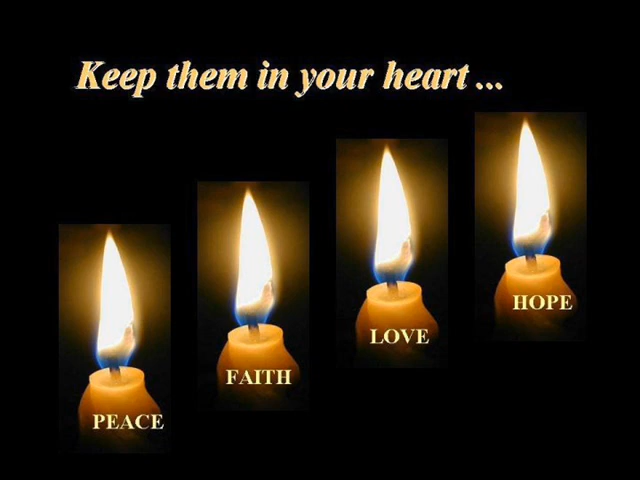 Keep them in your heart ...
PEACE
FAITH
LOVE
HOPE